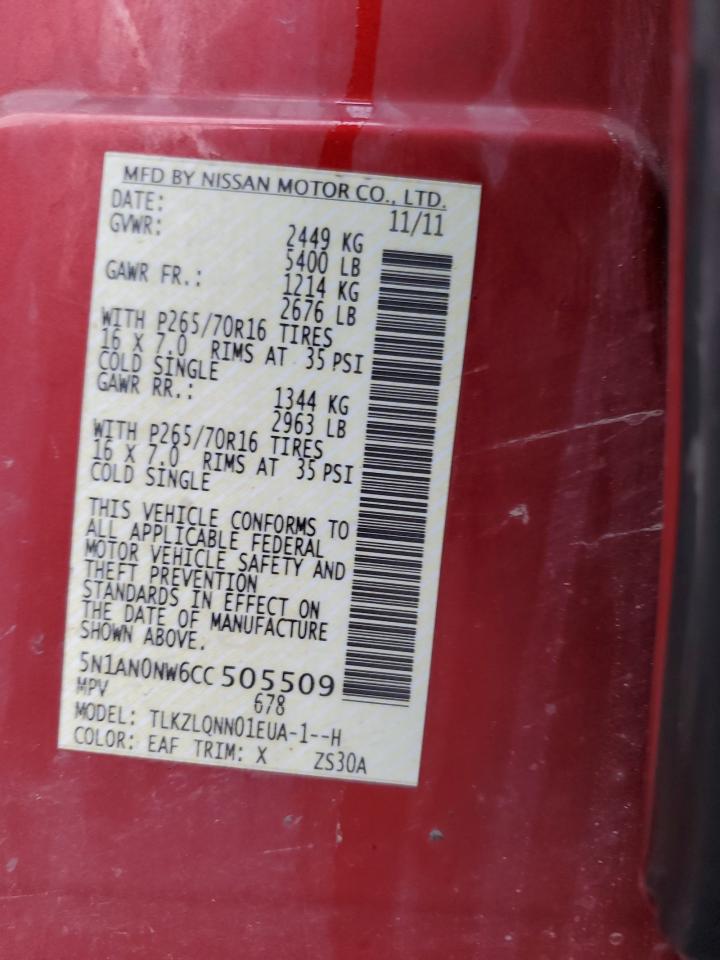 MFD BY NISSAN MOTOR CO., LTD.
DATE: 11/11
GVWR: 2449 KG
5400 LB
GAWR FR.: 1214 KG
2676 LB
WITH P265/70R16 TIRES
16 X 7.0 RIMS AT 35 PSI
COLD SINGLE
GAWR RR.: 1344 KG
2963 LB
WITH P265/70R16 TIRES
16 X 7.0 RIMS AT 35 PSI
COLD SINGLE
THIS VEHICLE CONFORMS TO
ALL APPLICABLE FEDERAL
MOTOR VEHICLE SAFETY AND
THEFT PREVENTION
STANDARDS IN EFFECT ON
THE DATE OF MANUFACTURE
SHOWN ABOVE.
5N1AN0NW6CC 505509
MPV 678
MODEL: TLKZLQNN01EUA-1--H
COLOR: EAF TRIM: X ZS30A